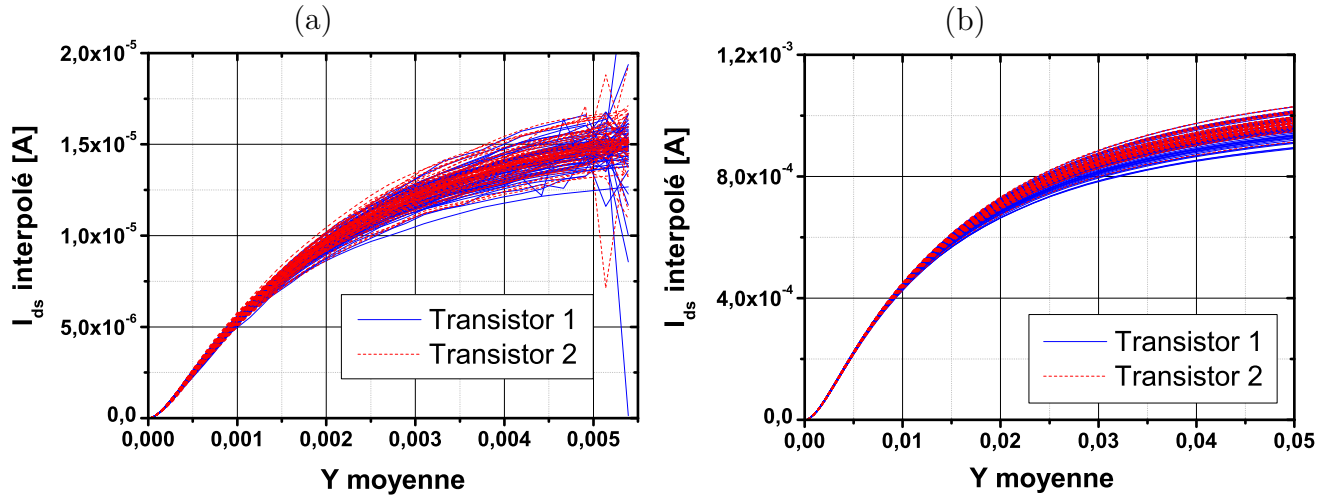 (a)
2,0x10-5
1,5x10-5
1,0x10-5
5,0x10-6
0,0
Ids interpolé [A]
0,000 0,001 0,002 0,003 0,004 0,005
Y moyenne
Transistor 1
Transistor 2
(b)
1,2x10-3
8,0x10-4
4,0x10-4
0,0
Ids interpolé [A]
0,00 0,01 0,02 0,03 0,04 0,05
Y moyenne
Transistor 1
Transistor 2